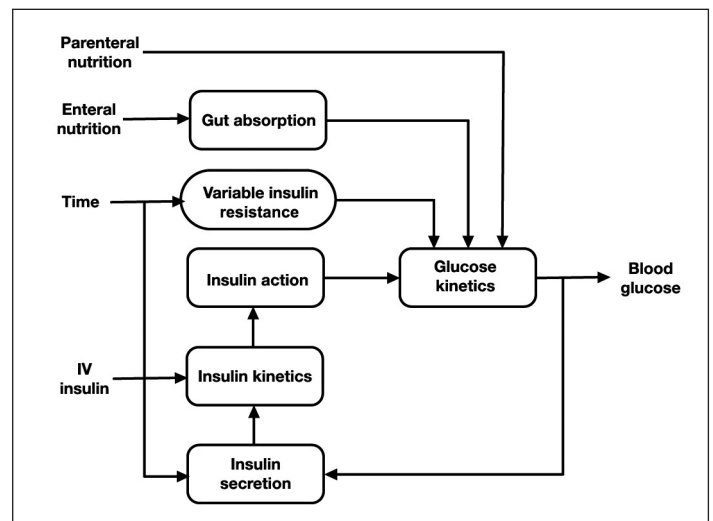 Parenteral
nutrition
Enteral
nutrition
Gut absorption
Time
Variable insulin
resistance
Insulin action
Glucose
kinetics
Blood
glucose
IV
insulin
Insulin kinetics
Insulin
secretion